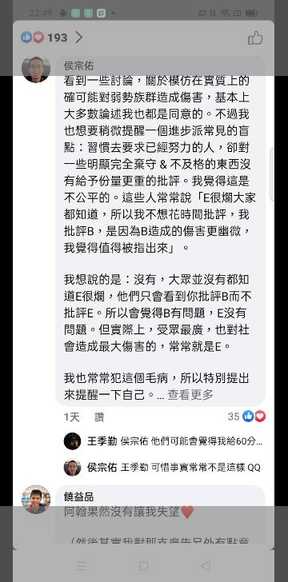 193
侯宗佑
看到一些討論，關於模仿在實質上的
確可能對弱勢族群造成傷害，基本上
大多數論述我也都是同意的。不過我
也想要稍微提醒一個進步派常見的盲
點：習慣去要求已經努力的人，卻對
一些明顯完全棄守 & 不及格的東西沒
有給予份量更重的批評。我覺得這是
不公平的。這些人常常說「E很爛大家
都知道，所以我不想花時間批評，我
批評B，是因為B造成的傷害更幽微，
我覺得值得被指出來」。
我想說的是：沒有，大眾並沒有都知
道E很爛，他們只會看到你批評B而不
批評E。所以會覺得B有問題，E沒有
問題。但實際上，受眾最廣，也對社
會造成最大傷害的，常常就是E。
我也常常犯這個毛病，所以特別提出
來提醒一下自己。... 查看更多
1天 讚 35
王季勤 侯宗佑 他們可能會覺得我給60分...
侯宗佑 王季勤 可惜事實常常不是這樣 QQ
饒益品
阿翰果然沒有讓我失望❤️